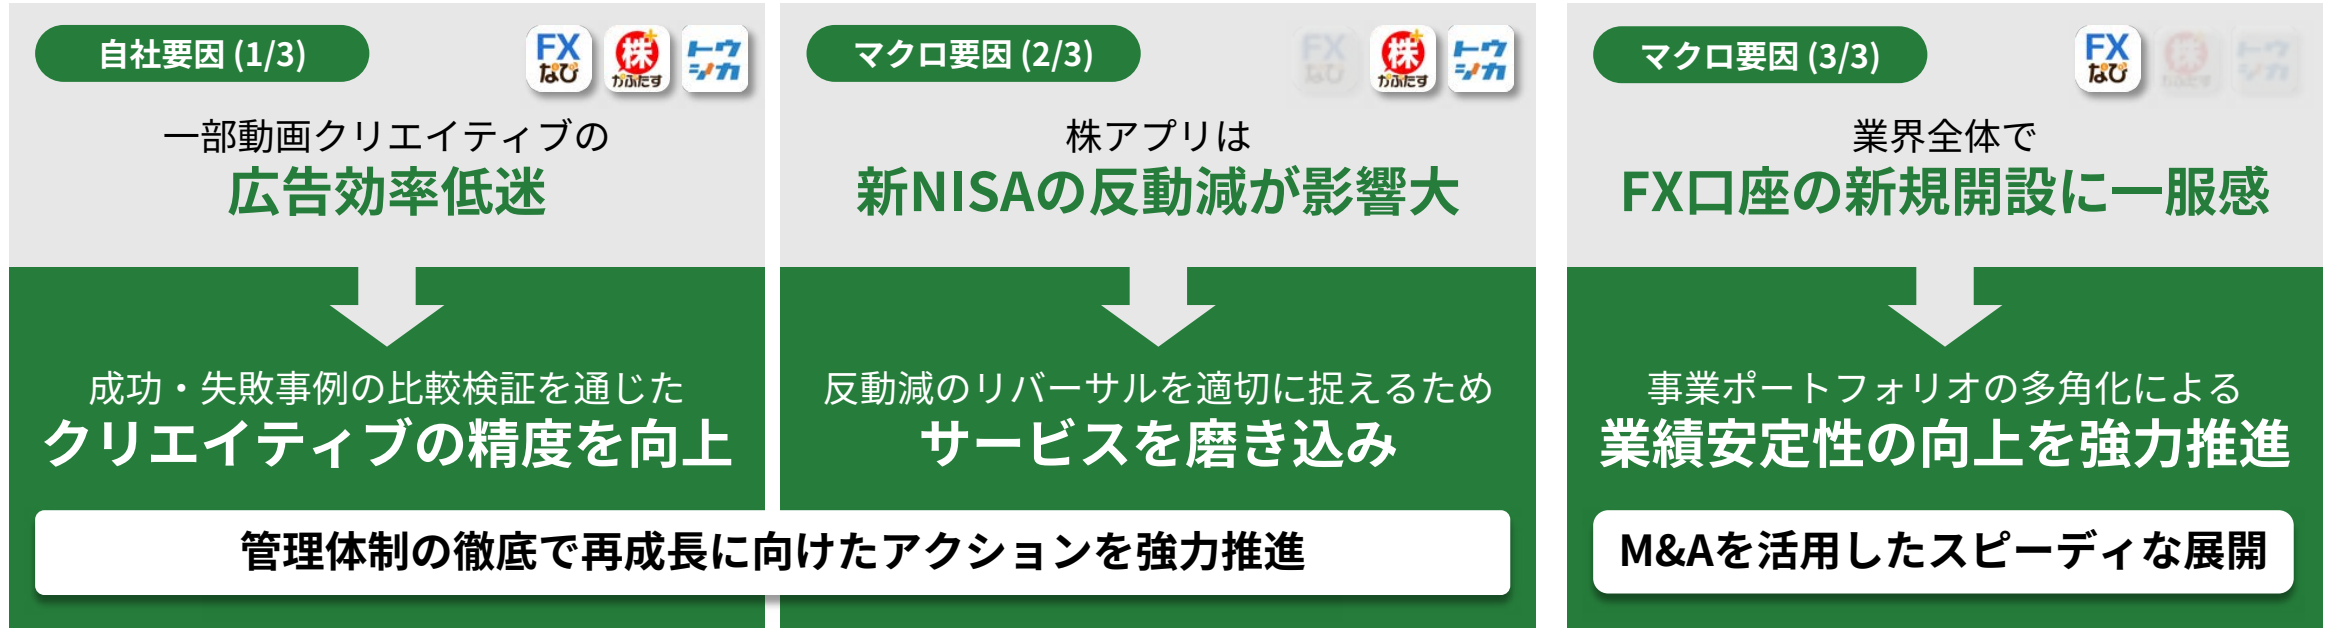 自社要因 (1/3)
FX
なび
株
かぶたす
トウ
シカ
一部動画クリエイティブの
広告効率低迷
成功・失敗事例の比較検証を通じた
クリエイティブの精度を向上
マクロ要因 (2/3)
FX
なび
株
かぶたす
トウ
シカ
株アプリは
新NISAの反動減が影響大
反動減のリバーサルを適切に捉えるため
サービスを磨き込み
管理体制の徹底で再成長に向けたアクションを強力推進
マクロ要因 (3/3)
FX
なび
株
かぶたす
トウ
シカ
業界全体で
FX口座の新規開設に一服感
事業ポートフォリオの多角化による
業績安定性の向上を強力推進
M&Aを活用したスピーディな展開